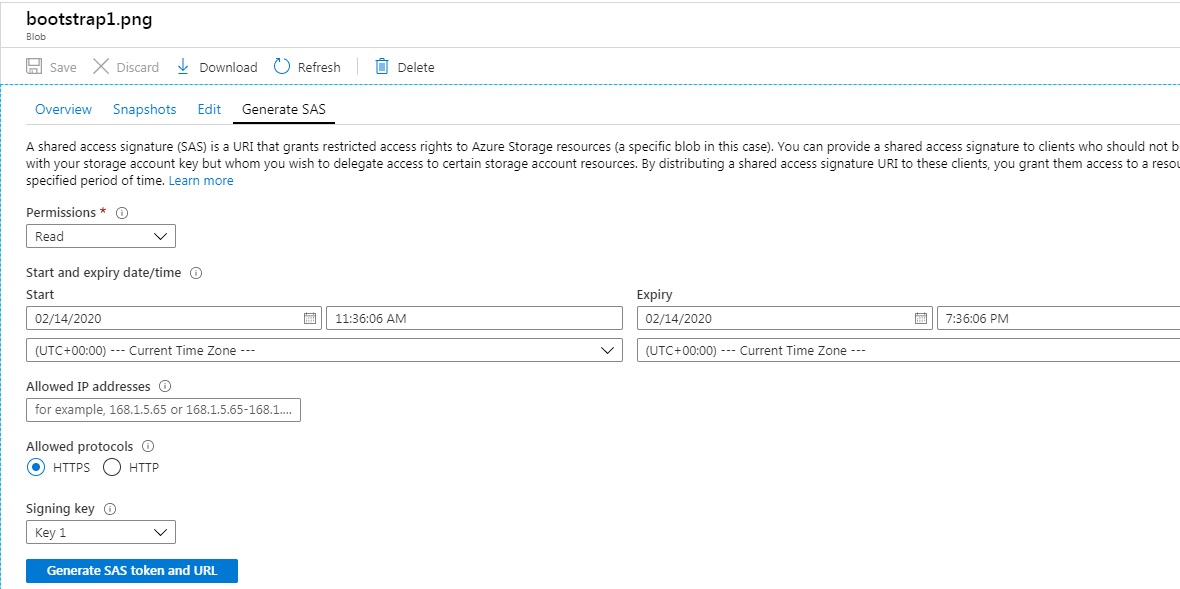 bootstrap1.png
Blob
Save Discard Download Refresh Delete
Overview Snapshots Edit Generate SAS
A shared access signature (SAS) is a URI that grants restricted access rights to Azure Storage resources (a specific blob in this case). You can provide a shared access signature to clients who should not b
with your storage account key but whom you wish to delegate access to certain storage account resources. By distributing a shared access signature URI to these clients, you grant them access to a resou
specified period of time. Learn more
Permissions *
Read
Start and expiry date/time
Start Expiry
02/14/2020 11:36:06 AM 02/14/2020 7:36:06 PM
(UTC+00:00) --- Current Time Zone --- (UTC+00:00) --- Current Time Zone ---
Allowed IP addresses
for example, 168.1.5.65 or 168.1.5.65-168.1....
Allowed protocols
HTTPS HTTP
Signing key
Key 1
Generate SAS token and URL